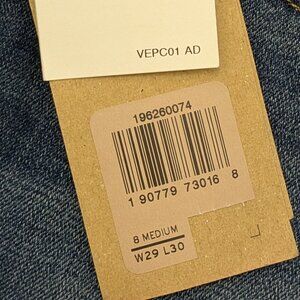 VEPC01 AD
196260074
1 90779 73016 8
8 MEDIUM
W29 L30